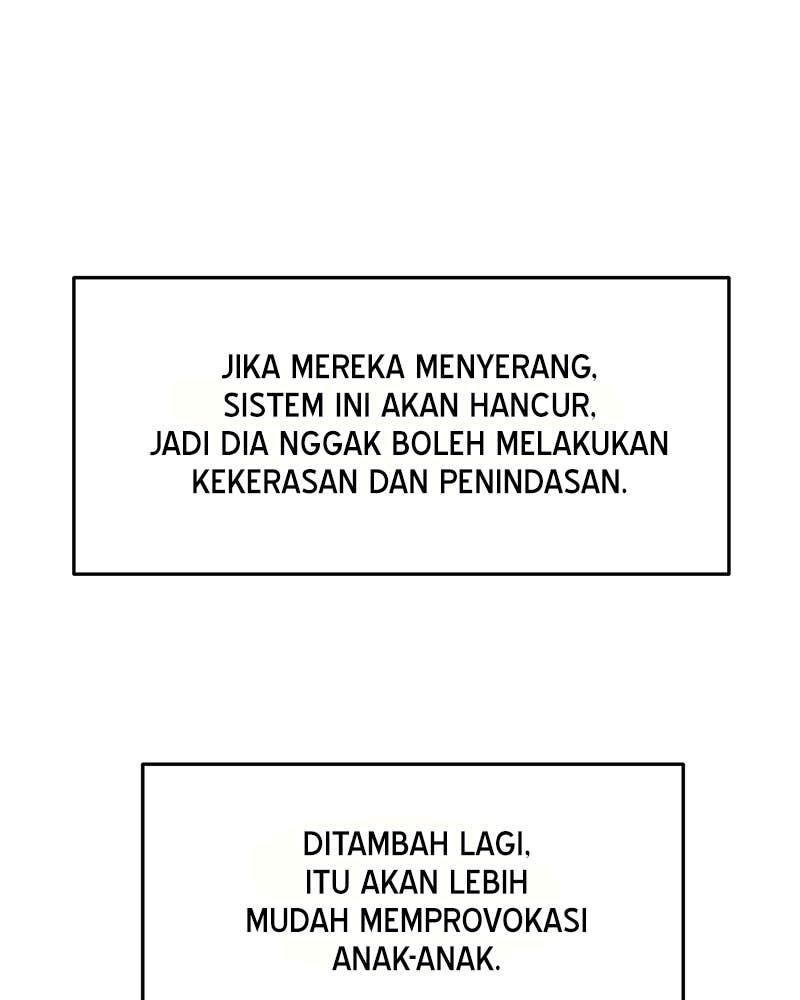 JIKA MEREKA MENYERANG,
SISTEM INI AKAN HANCUR,
JADI DIA NGGAK BOLEH MELAKUKAN
KEKERASAN DAN PENINDASAN.
DITAMBAH LAGI,
ITU AKAN LEBIH
MUDAH MEMPROVOKASI
ANAK-ANAK.